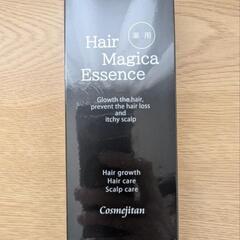 Hair
薬用
Magica
Essence
Glowth the hair,
prevent the hair loss
and
itchy scalp
Hair growth
Hair care
Scalp care
Cosmejitan